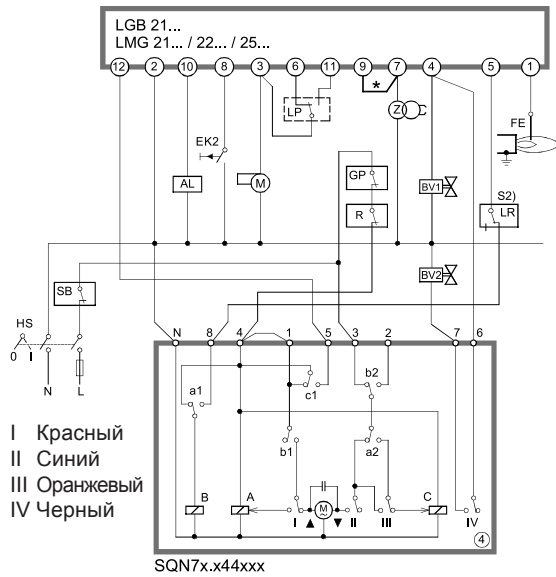 LGB 21...
LMG 21... / 22... / 25...
12 2 10 8 3 6 11 9 7 4 5 1
*
LP
Z
FE
EK2
AL
M
GP
R
BV1
S2)
LR
BV2
SB
HS
0 I
N L
N 8 4 1 5 3 2 7 6
a1
c1
b2
b1
a2
B A I M ~ II III C IV
4
I Красный
II Синий
III Оранжевый
IV Черный
SQN7x.x44xxx